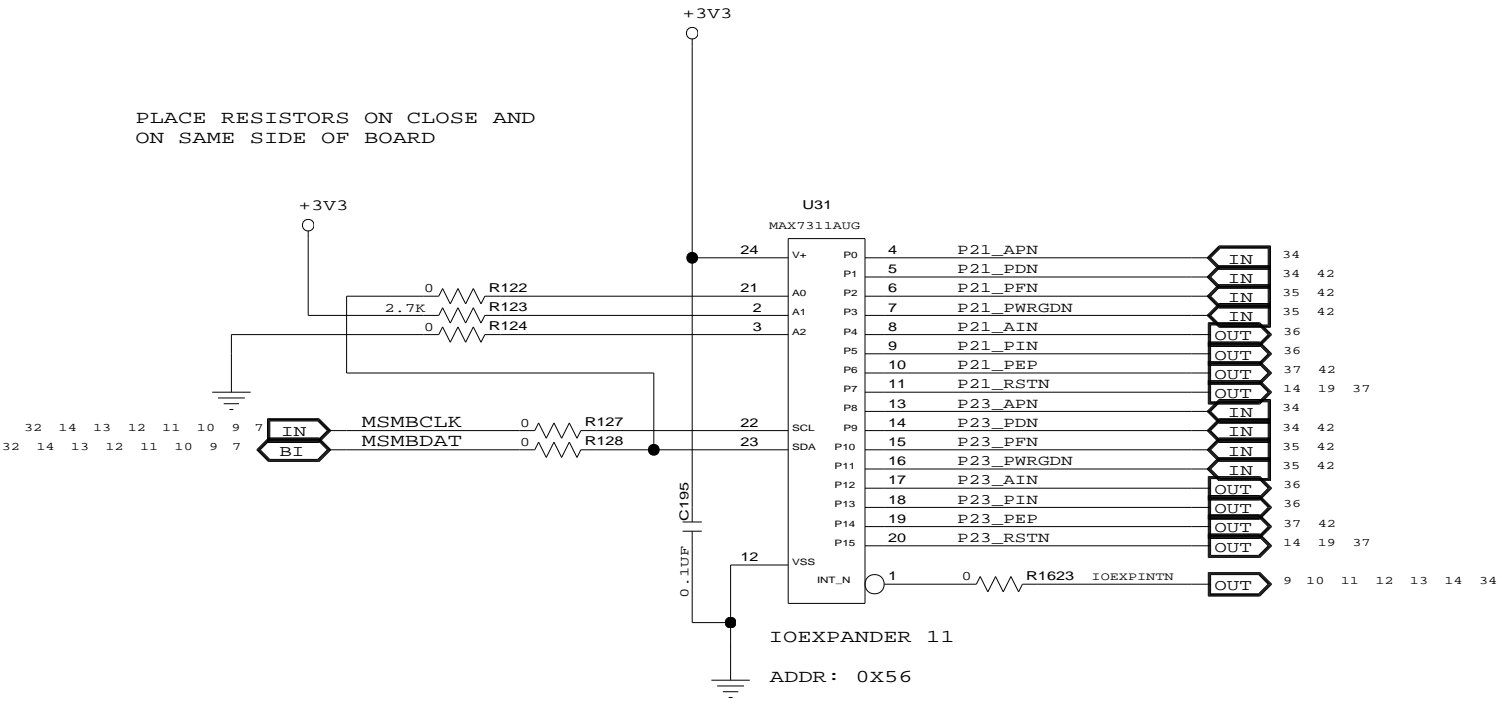 +3V3
PLACE RESISTORS ON CLOSE AND
ON SAME SIDE OF BOARD
+3V3
U31
MAX7311AUG
24 V+ P0 4 P21_APN IN 34
P1 5 P21_PDN IN 34 42
0 R122 21 A0 P2 6 P21_PFN IN 35 42
2.7K R123 2 A1 P3 7 P21_PWRGDN IN 35 42
0 R124 3 A2 P4 8 P21_AIN OUT 36
P5 9 P21_PIN OUT 36
P6 10 P21_PEP OUT 37 42
P7 11 P21_RSTN OUT 14 19 37
P8 13 P23_APN IN 34
32 14 13 12 11 10 9 7 IN MSMBCLK 0 R127 22 SCL P9 14 P23_PDN IN 34 42
32 14 13 12 11 10 9 7 BI MSMBDAT 0 R128 23 SDA P10 15 P23_PFN IN 35 42
P11 16 P23_PWRGDN IN 35 42
P12 17 P23_AIN OUT 36
P13 18 P23_PIN OUT 36
P14 19 P23_PEP OUT 37 42
P15 20 P23_RSTN OUT 14 19 37
C195
0.1UF
12 VSS
INT_N 1 0 R1623 IOEXPINTN OUT 9 10 11 12 13 14 34
IOEXPANDER 11
ADDR: 0X56